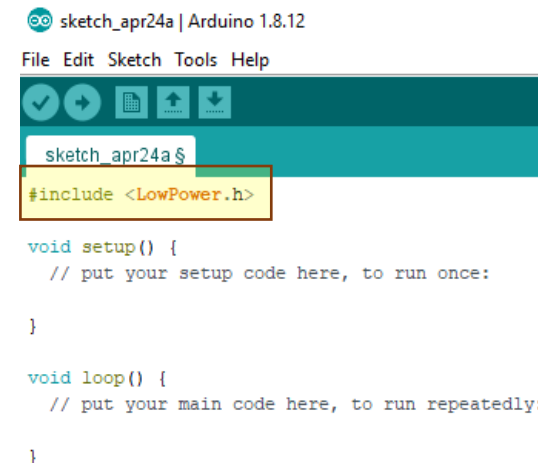 sketch_apr24a | Arduino 1.8.12
File Edit Sketch Tools Help
sketch_apr24a §
#include <LowPower.h>
void setup() {
// put your setup code here, to run once:
}
void loop() {
// put your main code here, to run repeatedly:
}